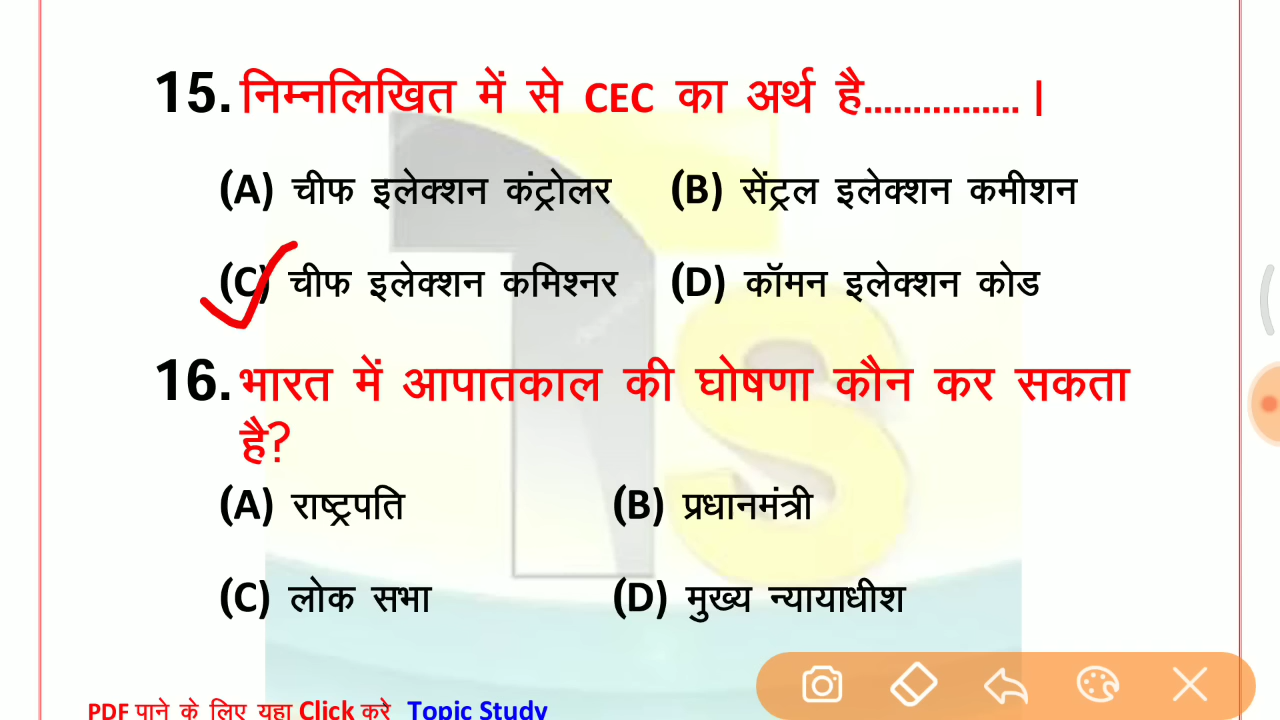 15. निम्नलिखित में से CEC का अर्थ है................ |
(A) चीफ इलेक्शन कंट्रोलर (B) सेंट्रल इलेक्शन कमीशन
(C) चीफ इलेक्शन कमिश्नर (D) कॉमन इलेक्शन कोड
16. भारत में आपातकाल की घोषणा कौन कर सकता
है?
(A) राष्ट्रपति (B) प्रधानमंत्री
(C) लोक सभा (D) मुख्य न्यायाधीश
PDF पाने के लिए यहा Click करे Topic Study